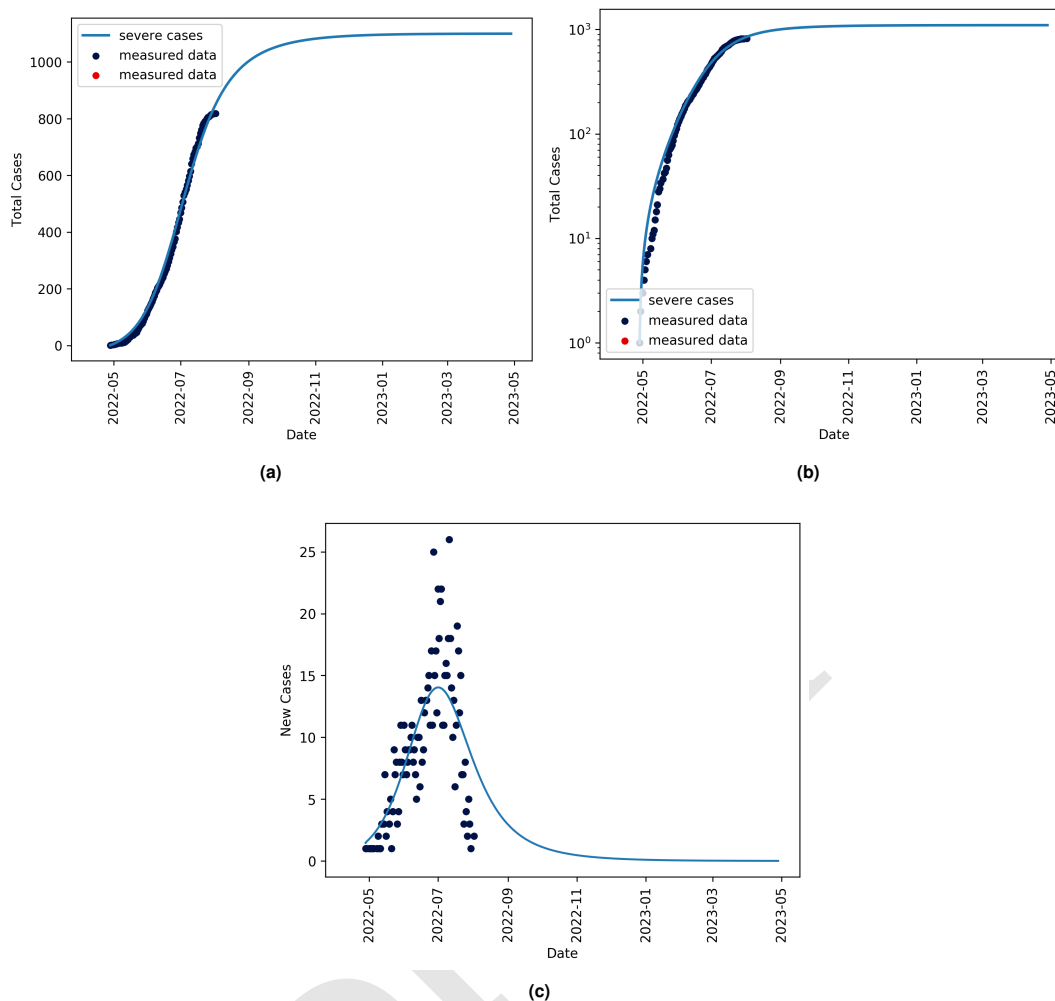 severe cases
measured data
measured data
1000
800
600
400
200
0
Total Cases
2022-05
2022-07
2022-09
2022-11
2023-01
2023-03
2023-05
Date
(a)
10³
10²
10¹
10⁰
Total Cases
severe cases
measured data
measured data
2022-05
2022-07
2022-09
2022-11
2023-01
2023-03
2023-05
Date
(b)
25
20
15
10
5
0
New Cases
2022-05
2022-07
2022-09
2022-11
2023-01
2023-03
2023-05
Date
(c)